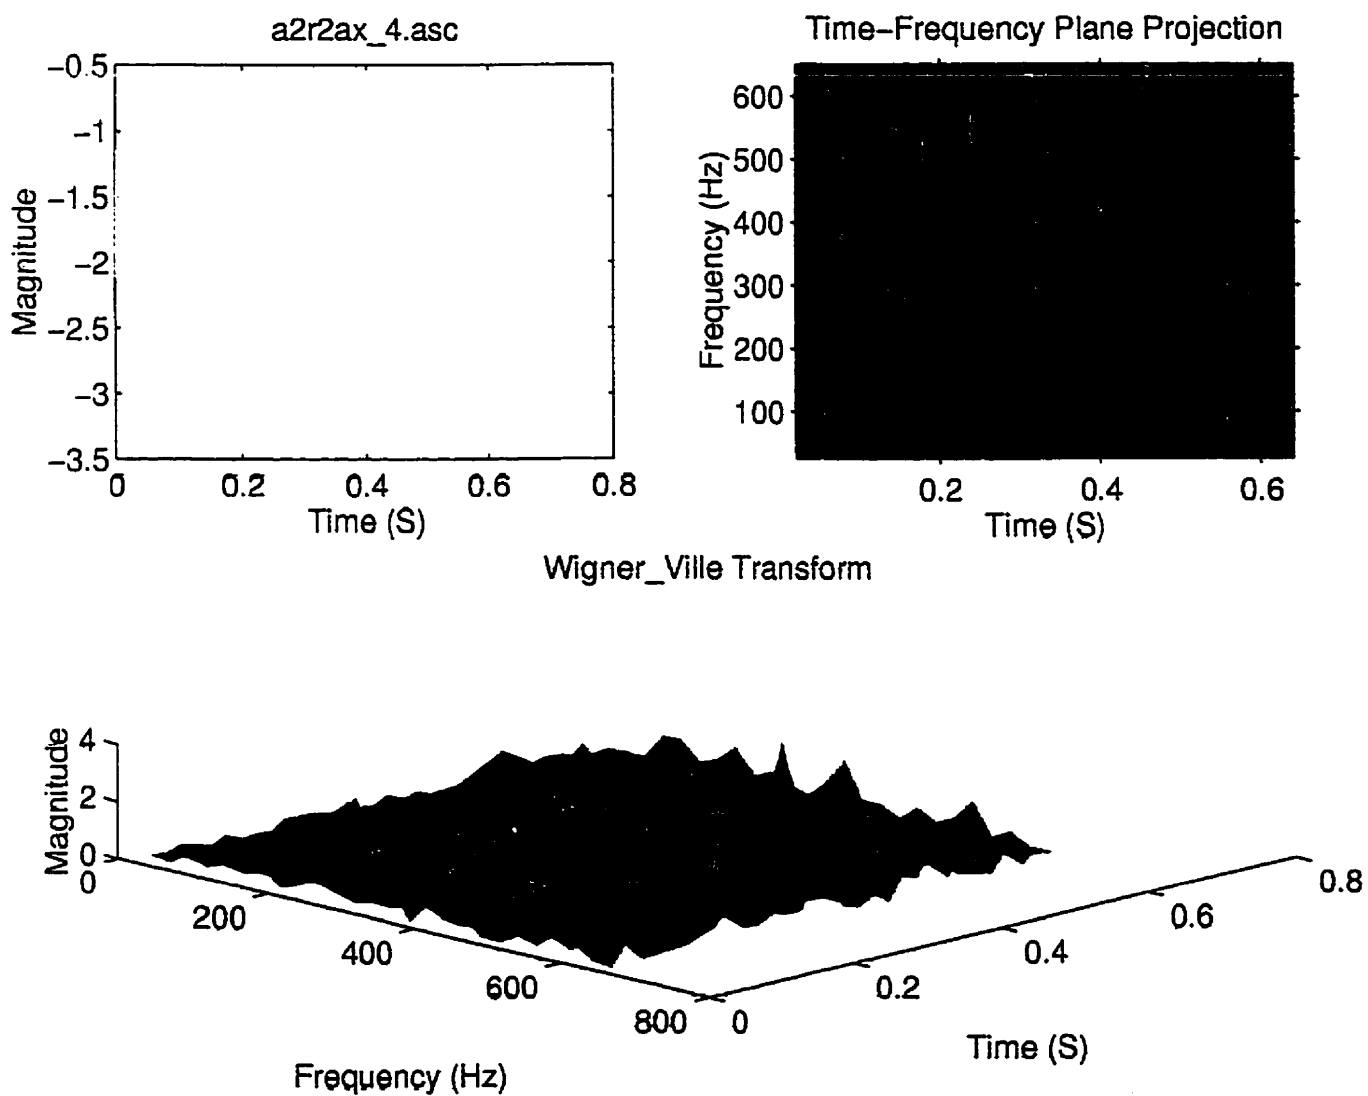 a2r2ax_4.asc
−0.5
−1
−1.5
−2
−2.5
−3
−3.5
Magnitude
0 0.2 0.4 0.6 0.8
Time (S)
Time−Frequency Plane Projection
600
500
400
300
200
100
Frequency (Hz)
0.2 0.4 0.6
Time (S)
Wigner_Ville Transform
4
2
0
Magnitude
0
200
400
600
800
Frequency (Hz)
0
0.2
0.4
0.6
0.8
Time (S)